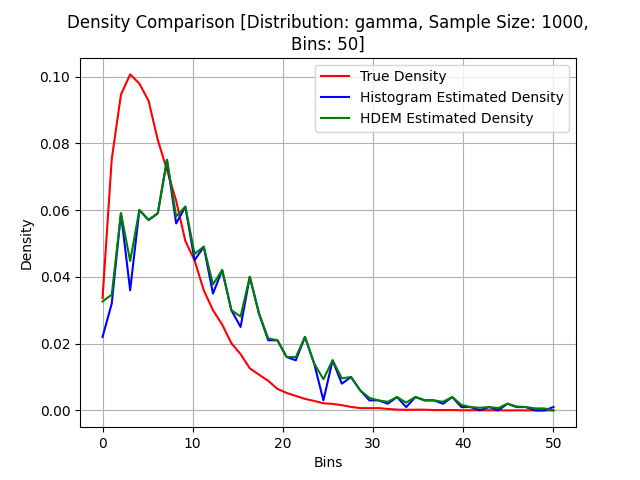 Density Comparison [Distribution: gamma, Sample Size: 1000,
Bins: 50]
True Density
Histogram Estimated Density
HDEM Estimated Density
Density
0.10
0.08
0.06
0.04
0.02
0.00
0
10
20
30
40
50
Bins